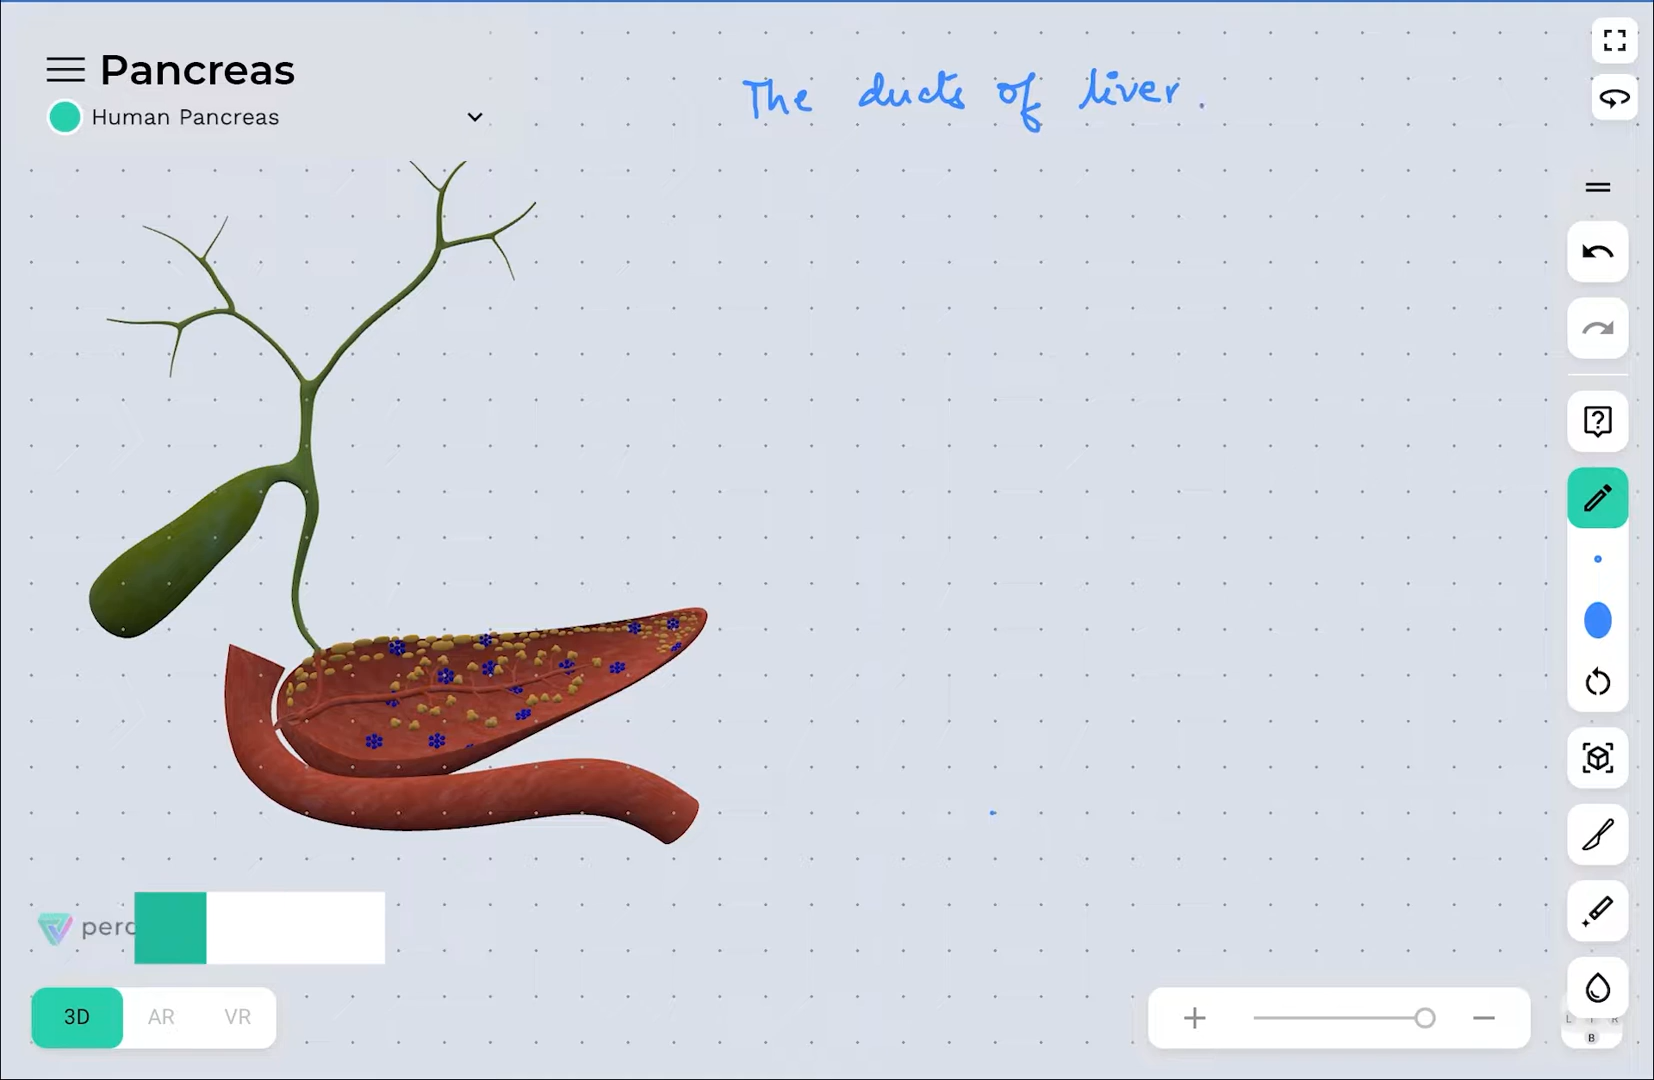 Pancreas
The ducts of liver.
Human Pancreas
perc
3D AR VR
L T R
B